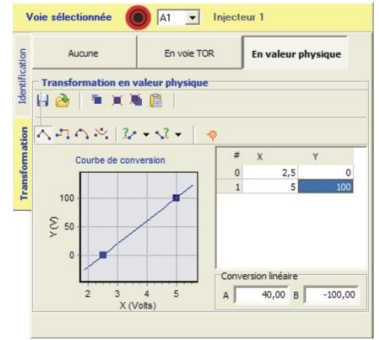 Voie sélectionnée A1 Injecteur 1
Identification
Transformation
Aucune En voie TOR En valeur physique
Transformation en valeur physique
Courbe de conversion
Y (V)
100
50
0
2 3 4 5
X (Volts)
# X Y
0 2,5 0
1 5 100
Conversion linéaire
A 40,00 B -100,00